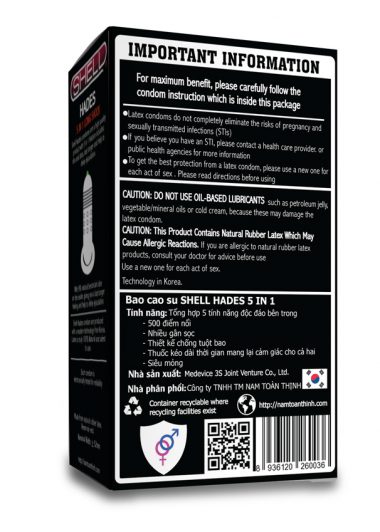 SHELL
HADES
IMPORTANT INFORMATION
For maximum benefit, please carefully follow the
condom instruction which is inside this package
●Latex condoms do not completely eliminate the risks of pregnancy and
sexually transmitted infections (STIs)
●If you believe you have an STI, please contact a health care provider. or
public health agencies for more information
●To get the best protection from a latex condom, please use a new one for
each act of sex . Please read directions before using
CAUTION: DO NOT USE OIL-BASED LUBRICANTS such as petroleum jelly,
vegetable/mineral oils or cold cream, because these may damage the
latex condom.
CAUTION: This Product Contains Natural Rubber Latex Which May
Cause Allergic Reactions. If you are allergic to natural rubber latex
products, consult your doctor for advice before use
Use a new one for each act of sex.
Technology in Korea.
Bao cao su SHELL HADES 5 IN 1
Tính năng: Tổng hợp 5 tính năng độc đáo bên trong
- 500 điểm nổi
- Nhiều gân sọc
- Thiết kế chống tuột bao
- Thuốc kéo dài thời gian mang lại cảm giác cho cả hai
- Siêu mỏng
Nhà sản xuất: Medevice 3S Joint Venture Co., Ltd.
Nhà phân phối: Công ty TNHH TM NAM TOÀN THỊNH
Container recyclable where
recycling facilities exist
http://namtoanthinh.com
8 936120 260036